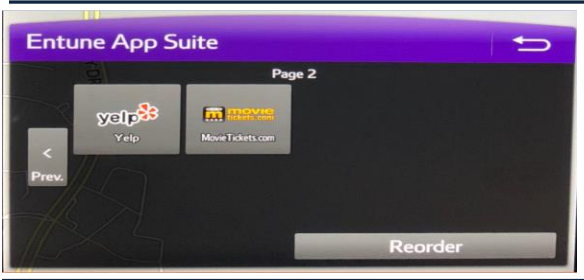 Entune App Suite
Page 2
yelp
Yelp
m movie tickets.com
MovieTickets.com
<
Prev.
Reorder